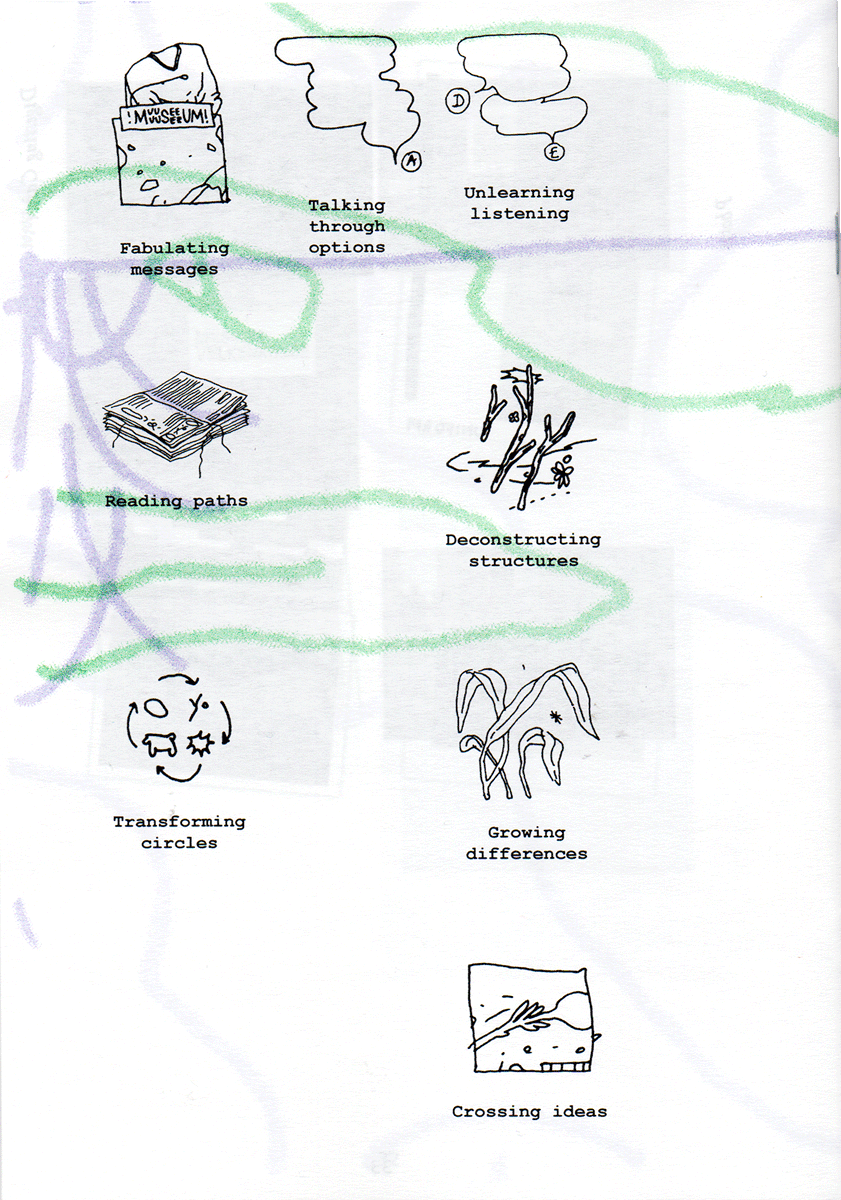 !MUUSEEUM!
A
D
E
Fabulating
messages
Talking
through
options
Unlearning
listening
Reading paths
Deconstructing
structures
Transforming
circles
Growing
differences
Crossing ideas